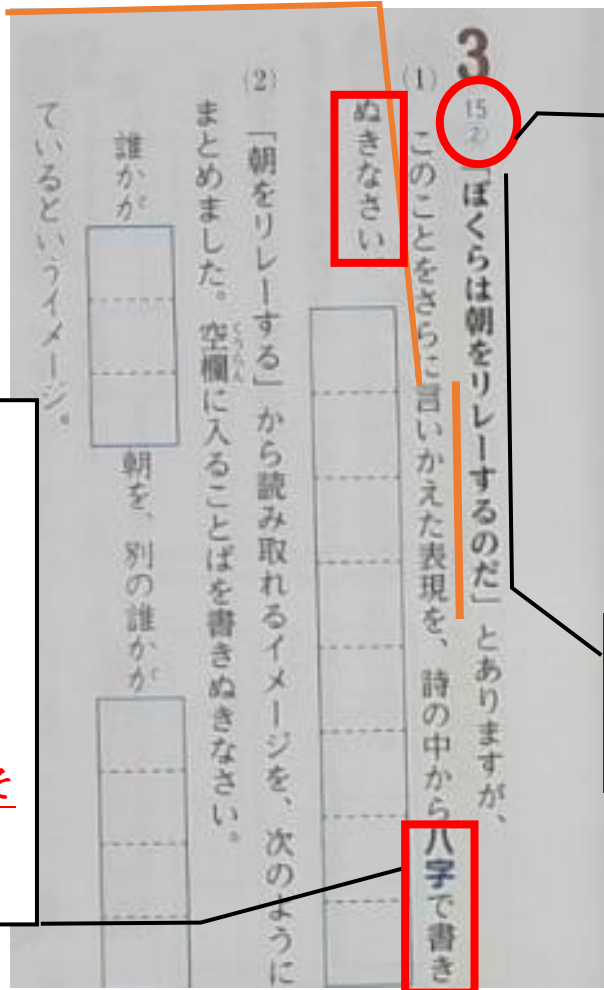 3 15 2) 「ぼくらは朝をリレーするのだ」とありますが、
(1) このことをさらに言いかえた表現を、詩の中から八字で書き
ぬきなさい
(2) 「朝をリレーする」から読み取れるイメージを、次のように
まとめました。空欄に入ることばを書きぬきなさい。
くうらん
誰かが 朝を、別の誰かが
ているというイメージ。
そ